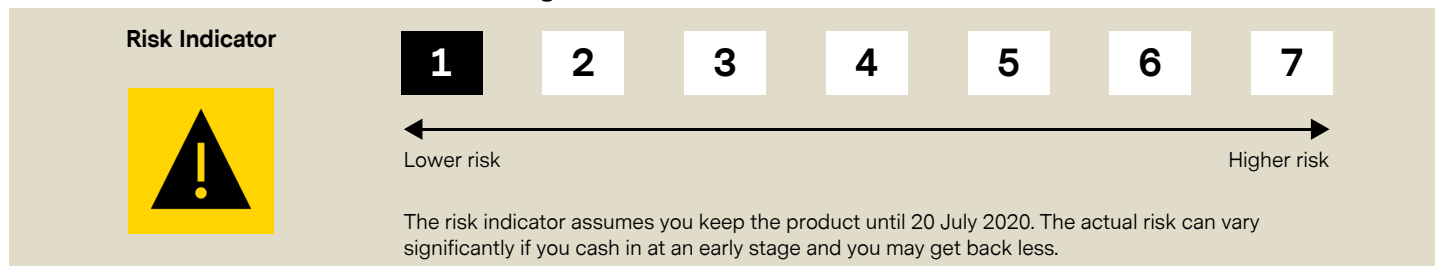 Risk Indicator
1 2 3 4 5 6 7
Lower risk Higher risk
The risk indicator assumes you keep the product until 20 July 2020. The actual risk can vary
significantly if you cash in at an early stage and you may get back less.